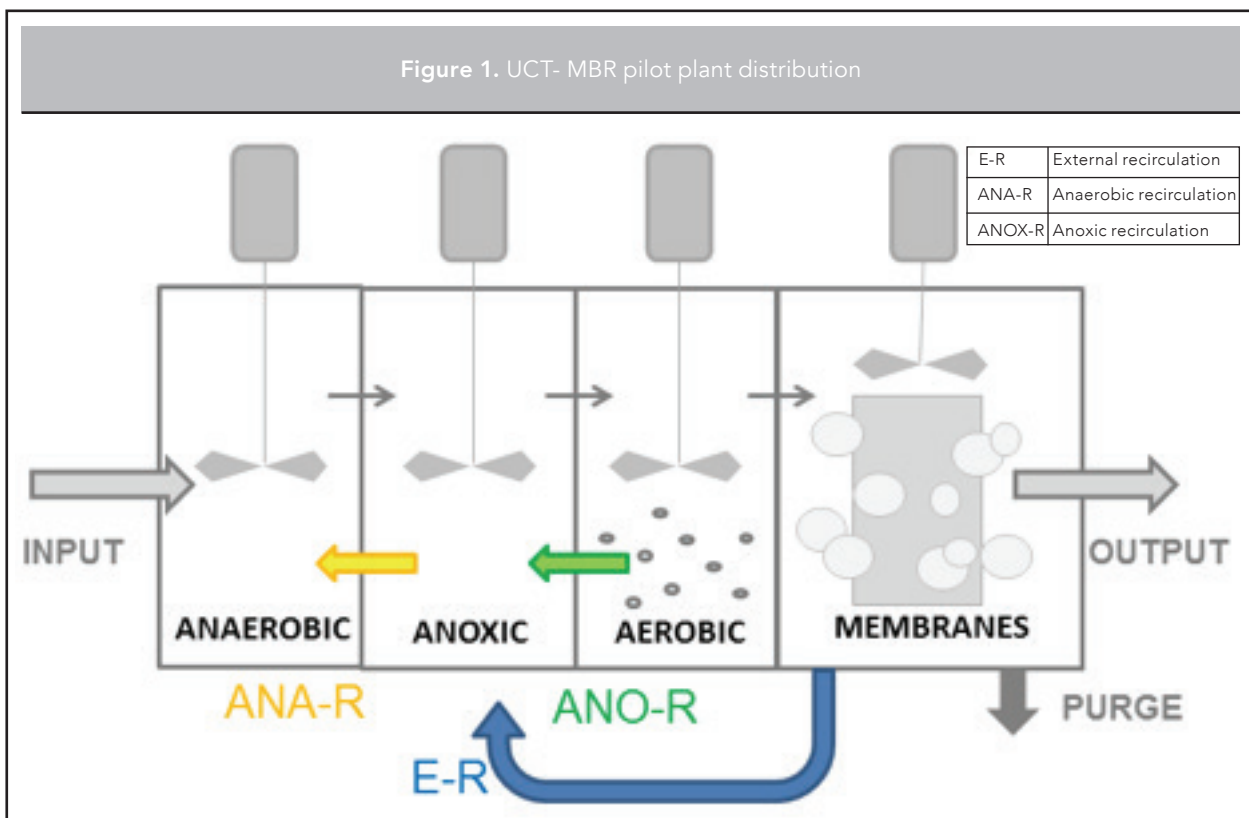 Figure 1. UCT- MBR pilot plant distribution
E-R External recirculation
ANA-R Anaerobic recirculation
ANOX-R Anoxic recirculation
INPUT
OUTPUT
ANAEROBIC ANOXIC AEROBIC MEMBRANES
ANA-R ANO-R PURGE
E-R